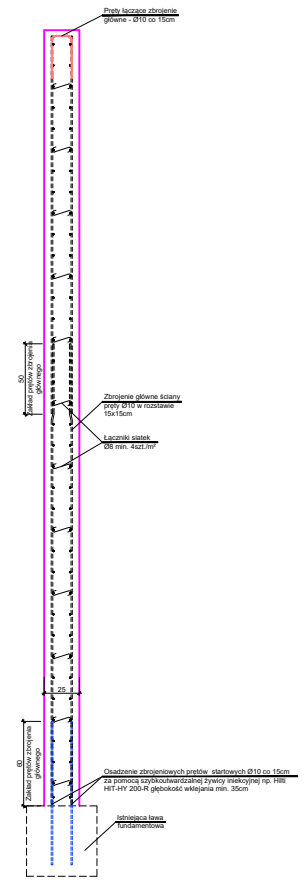 Pręty łączące zbrojenie
główne - Ø10 co 15cm
50
Zakład prętów zbrojenia
głównego
Zbrojenie główne ściany
pręty Ø10 w rozstawie
15x15cm
Łączniki siatek
Ø8 min. 4szt./m²
25
60
Zakład prętów zbrojenia
głównego
Osadzenie zbrojeniowych prętów startowych Ø10 co 15cm
za pomocą szybkoutwardzalnej żywicy iniekcyjnej np. Hilti
HIT-HY 200-R głębokość wklejania min. 35cm
Istniejąca ława
fundamentowa